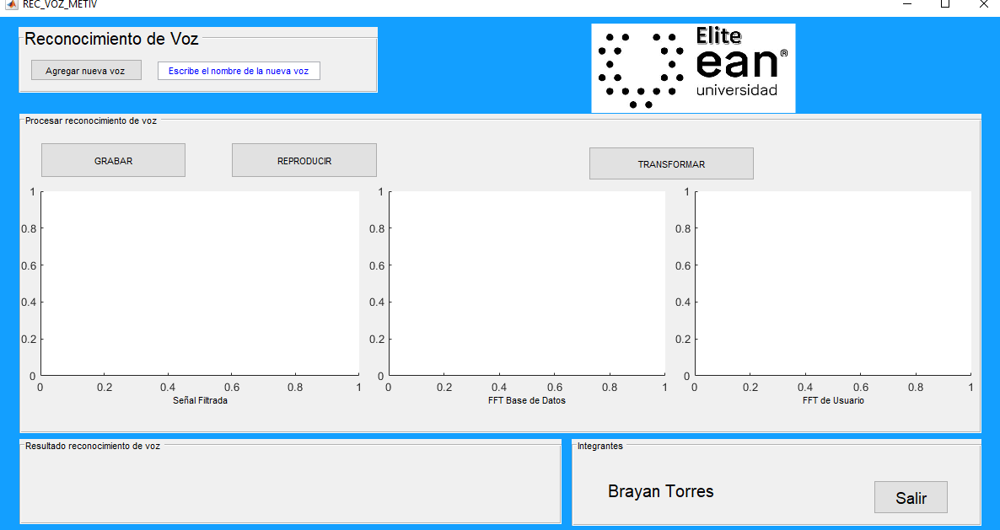 REC_VOZ_METIV
Reconocimiento de Voz
Agregar nueva voz
Escribe el nombre de la nueva voz
Elite
ean®
universidad
Procesar reconocimiento de voz
GRABAR
REPRODUCIR
TRANSFORMAR
1
0.8
0.6
0.4
0.2
0
0 0.2 0.4 0.6 0.8 1
Señal Filtrada
1
0.8
0.6
0.4
0.2
0
0 0.2 0.4 0.6 0.8 1
FFT Base de Datos
1
0.8
0.6
0.4
0.2
0
0 0.2 0.4 0.6 0.8 1
FFT de Usuario
Resultado reconocimiento de voz
Integrantes
Brayan Torres
Salir